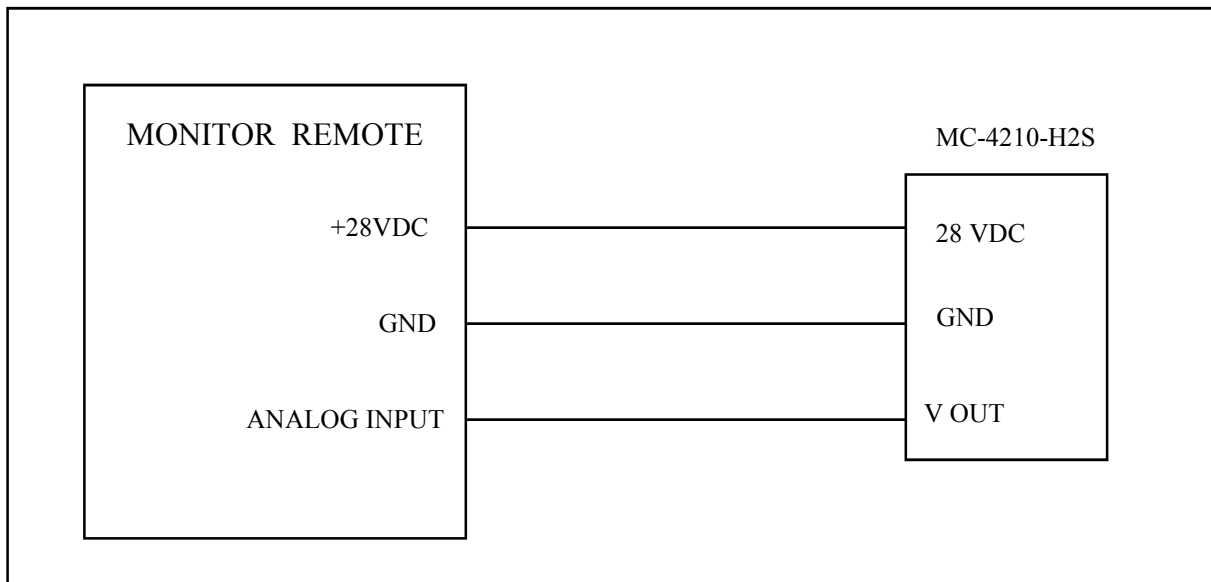 MONITOR REMOTE
MC-4210-H2S
+28VDC
28 VDC
GND
GND
ANALOG INPUT
V OUT